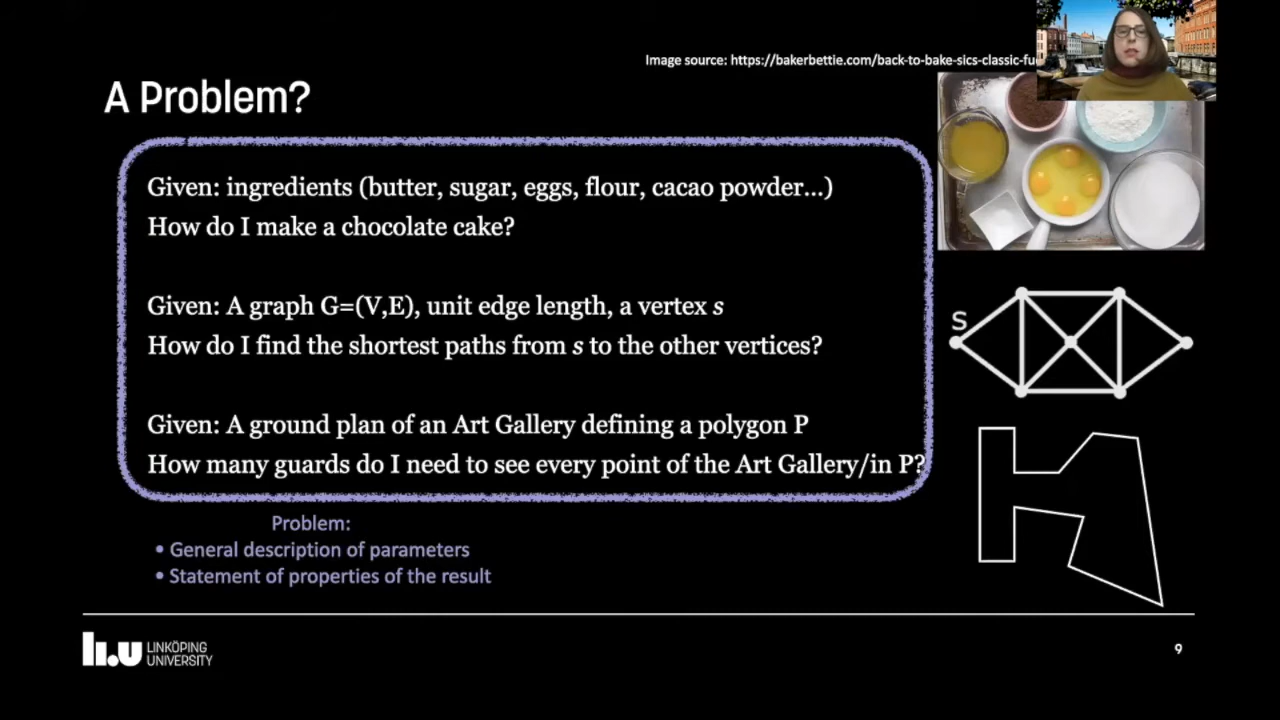 Image source: https://bakerbettie.com/back-to-bake-sics-classic-fu
A Problem?
Given: ingredients (butter, sugar, eggs, flour, cacao powder...)
How do I make a chocolate cake?
Given: A graph G=(V,E), unit edge length, a vertex s
How do I find the shortest paths from s to the other vertices?
Given: A ground plan of an Art Gallery defining a polygon P
How many guards do I need to see every point of the Art Gallery/in P?
S
Problem:
• General description of parameters
• Statement of properties of the result
LiU LINKÖPING
UNIVERSITY
9